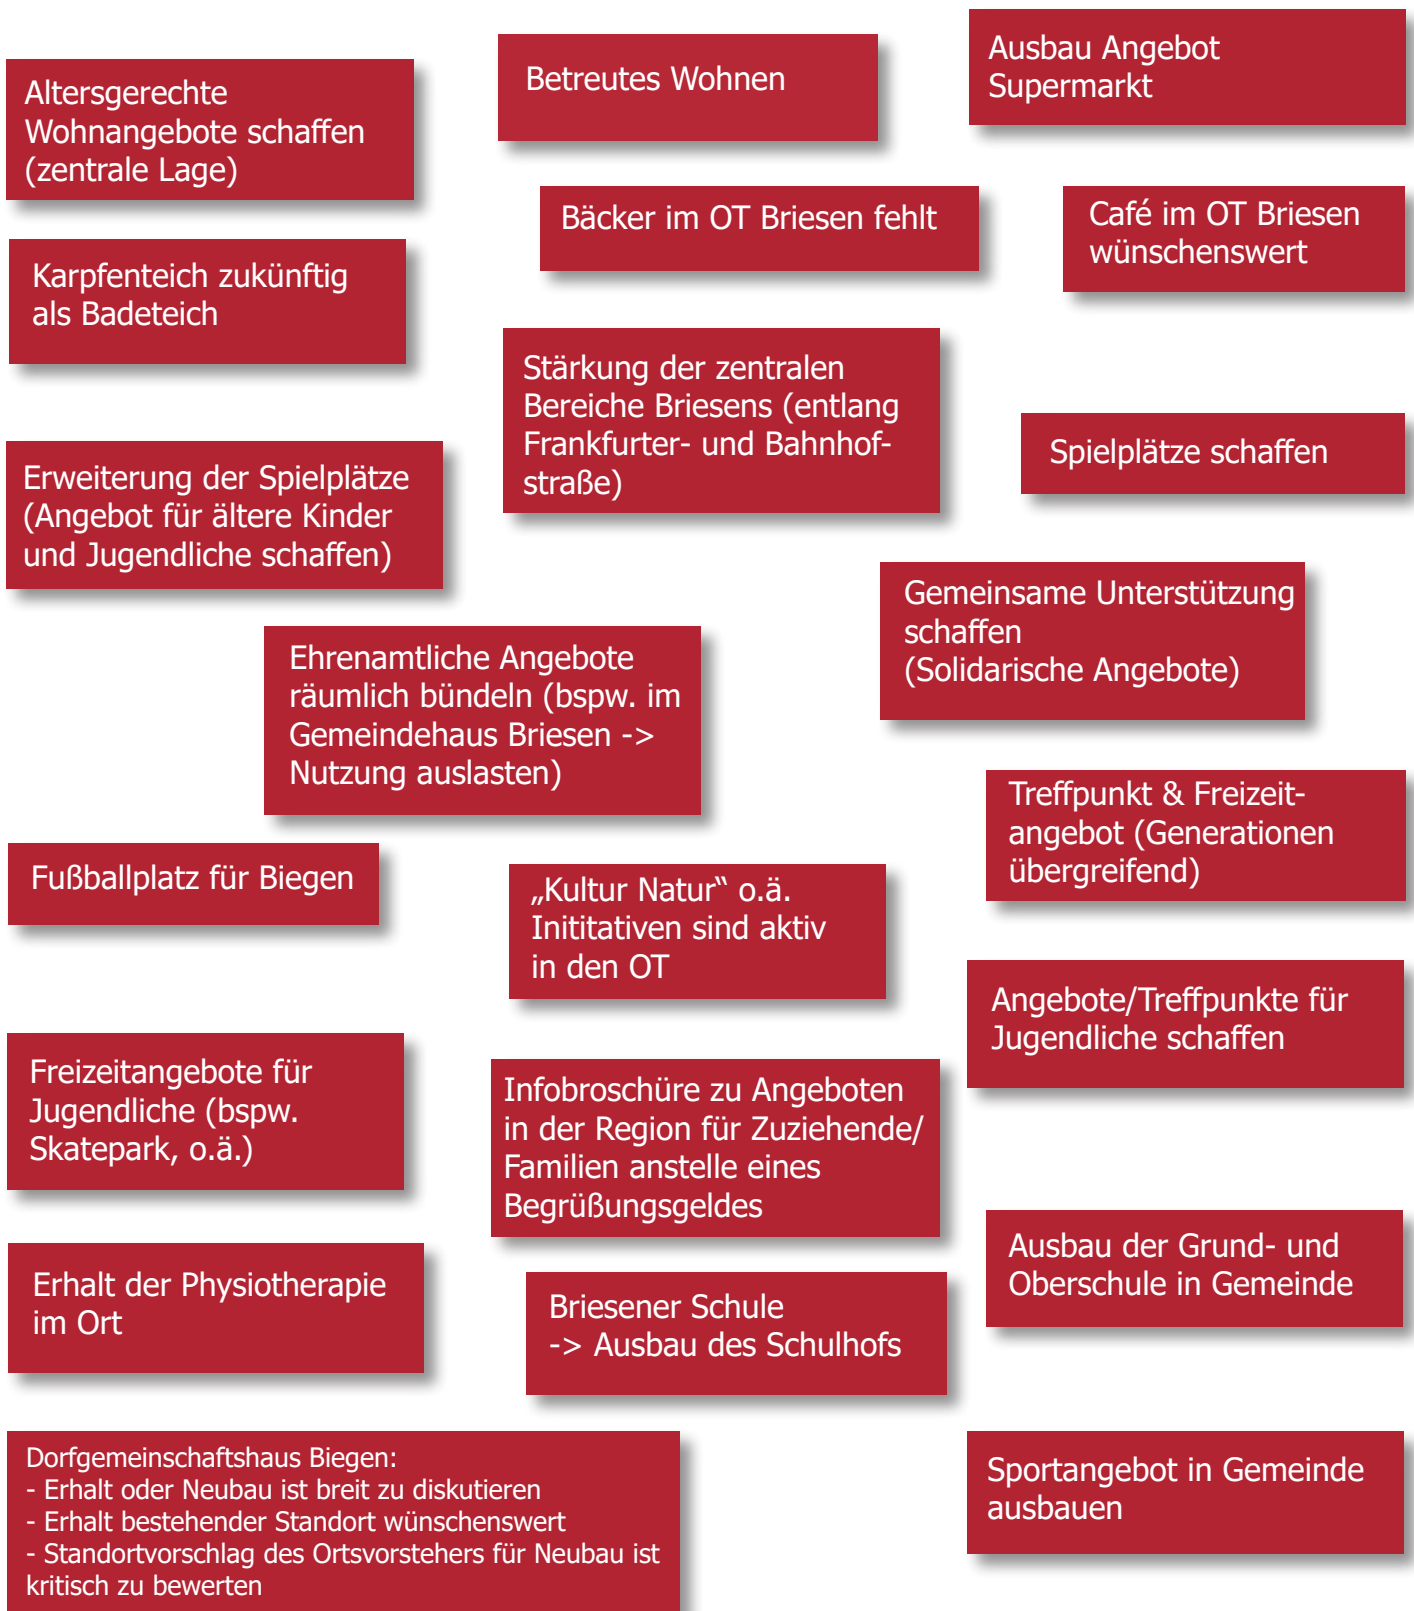 Altersgerechte
Wohnangebote schaffen
(zentrale Lage)
Betreutes Wohnen
Ausbau Angebot
Supermarkt
Bäcker im OT Briesen fehlt
Café im OT Briesen
wünschenswert
Karpfenteich zukünftig
als Badeteich
Stärkung der zentralen
Bereiche Briesens (entlang
Frankfurter- und Bahnhof-
straße)
Spielplätze schaffen
Erweiterung der Spielplätze
(Angebot für ältere Kinder
und Jugendliche schaffen)
Gemeinsame Unterstützung
schaffen
(Solidarische Angebote)
Ehrenamtliche Angebote
räumlich bündeln (bspw. im
Gemeindehaus Briesen ->
Nutzung auslasten)
Treffpunkt & Freizeit-
angebot (Generationen
übergreifend)
Fußballplatz für Biegen
„Kultur Natur“ o.ä.
Inititativen sind aktiv
in den OT
Angebote/Treffpunkte für
Jugendliche schaffen
Freizeitangebote für
Jugendliche (bspw.
Skatepark, o.ä.)
Infobroschüre zu Angeboten
in der Region für Zuziehende/
Familien anstelle eines
Begrüßungsgeldes
Ausbau der Grund- und
Oberschule in Gemeinde
Erhalt der Physiotherapie
im Ort
Briesener Schule
-> Ausbau des Schulhofs
Dorfgemeinschaftshaus Biegen:
- Erhalt oder Neubau ist breit zu diskutieren
- Erhalt bestehender Standort wünschenswert
- Standortvorschlag des Ortsvorstehers für Neubau ist
kritisch zu bewerten
Sportangebot in Gemeinde
ausbauen